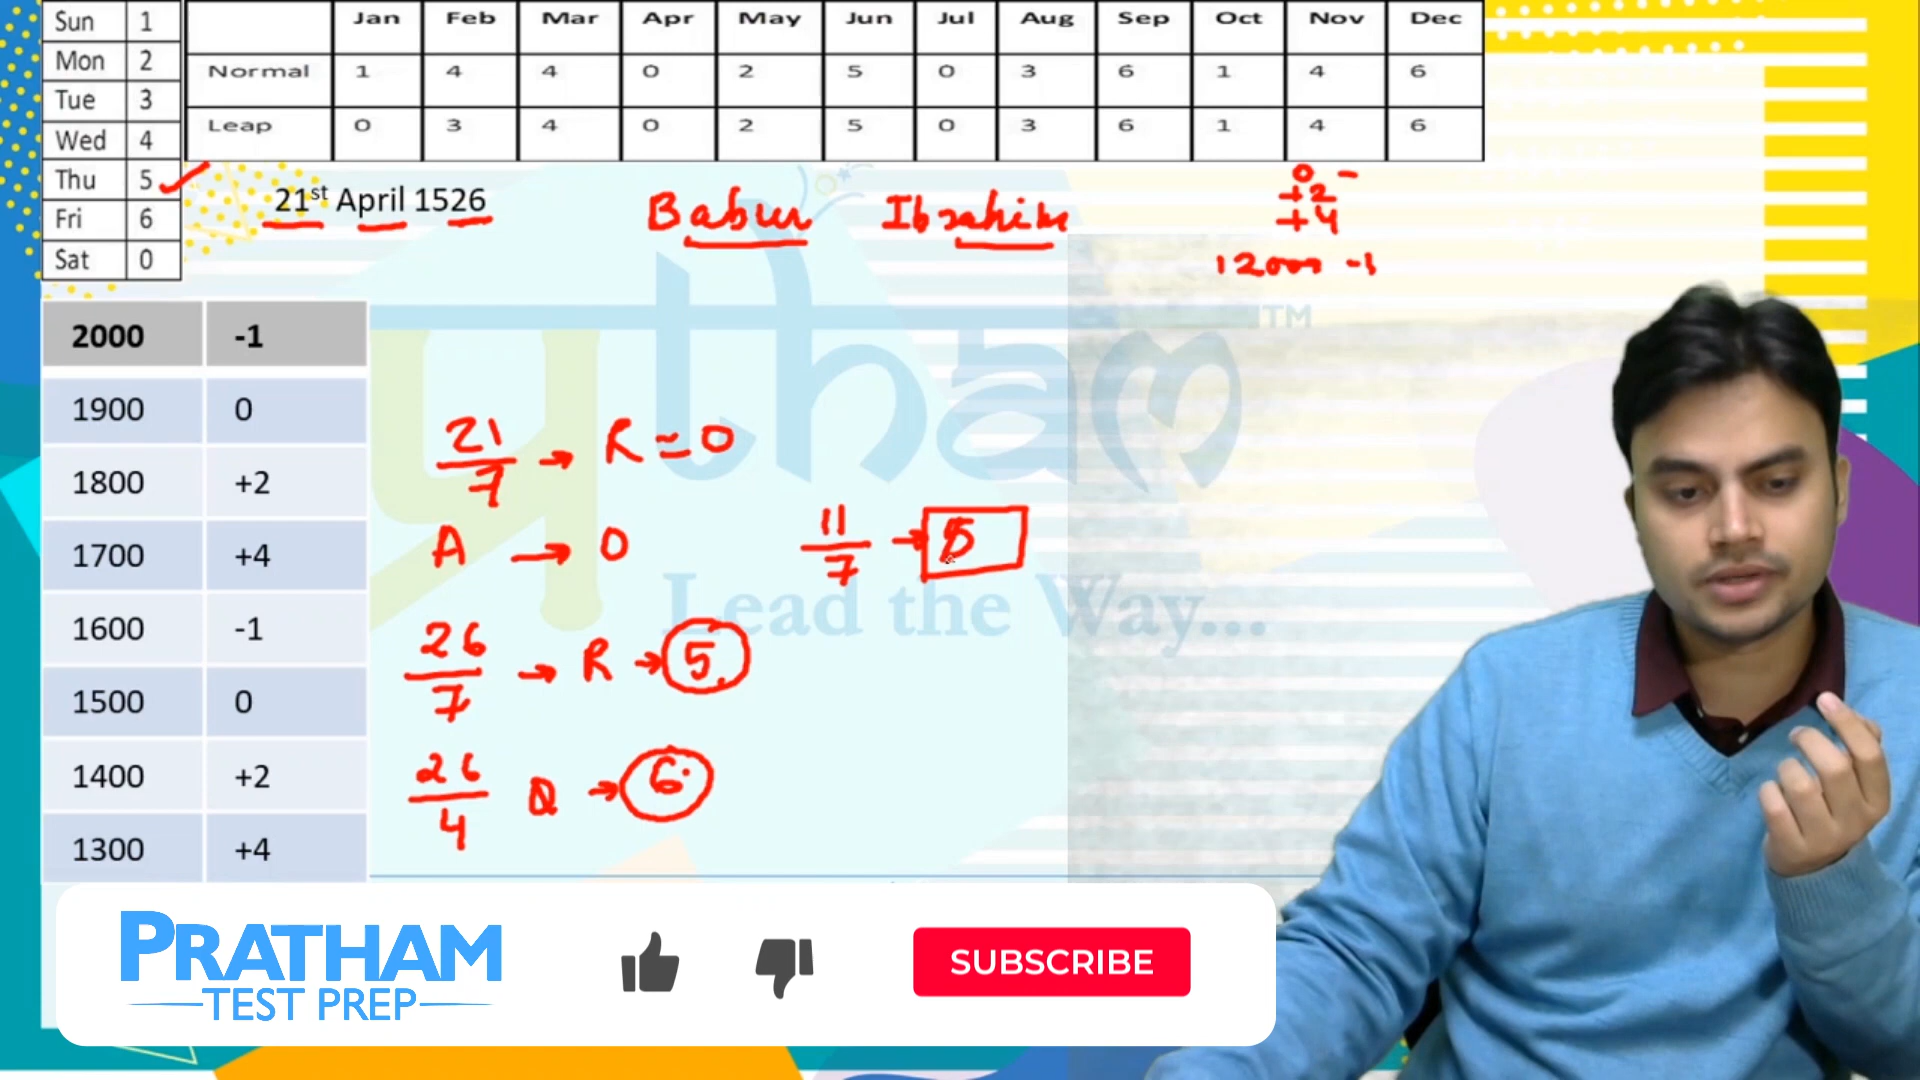 Sun 1
Mon 2
Tue 3
Wed 4
Thu 5
Fri 6
Sat 0
Jan Feb Mar Apr May Jun Jul Aug Sep Oct Nov Dec
Normal 1 4 4 0 2 5 0 3 6 1 4 6
Leap 0 3 4 0 2 5 0 3 6 1 4 6
21st April 1526
Babur Ibrahim
0 -
+2
+4
-1
2000 -1
1900 0
1800 +2
1700 +4
1600 -1
1500 0
1400 +2
1300 +4
21/7 → R = 0
A → 0
11/7 →
26/7 → R → 5
26/4 Q → 6
प्रtham TM
Lead the Way...
PRATHAM
TEST PREP
SUBSCRIBE